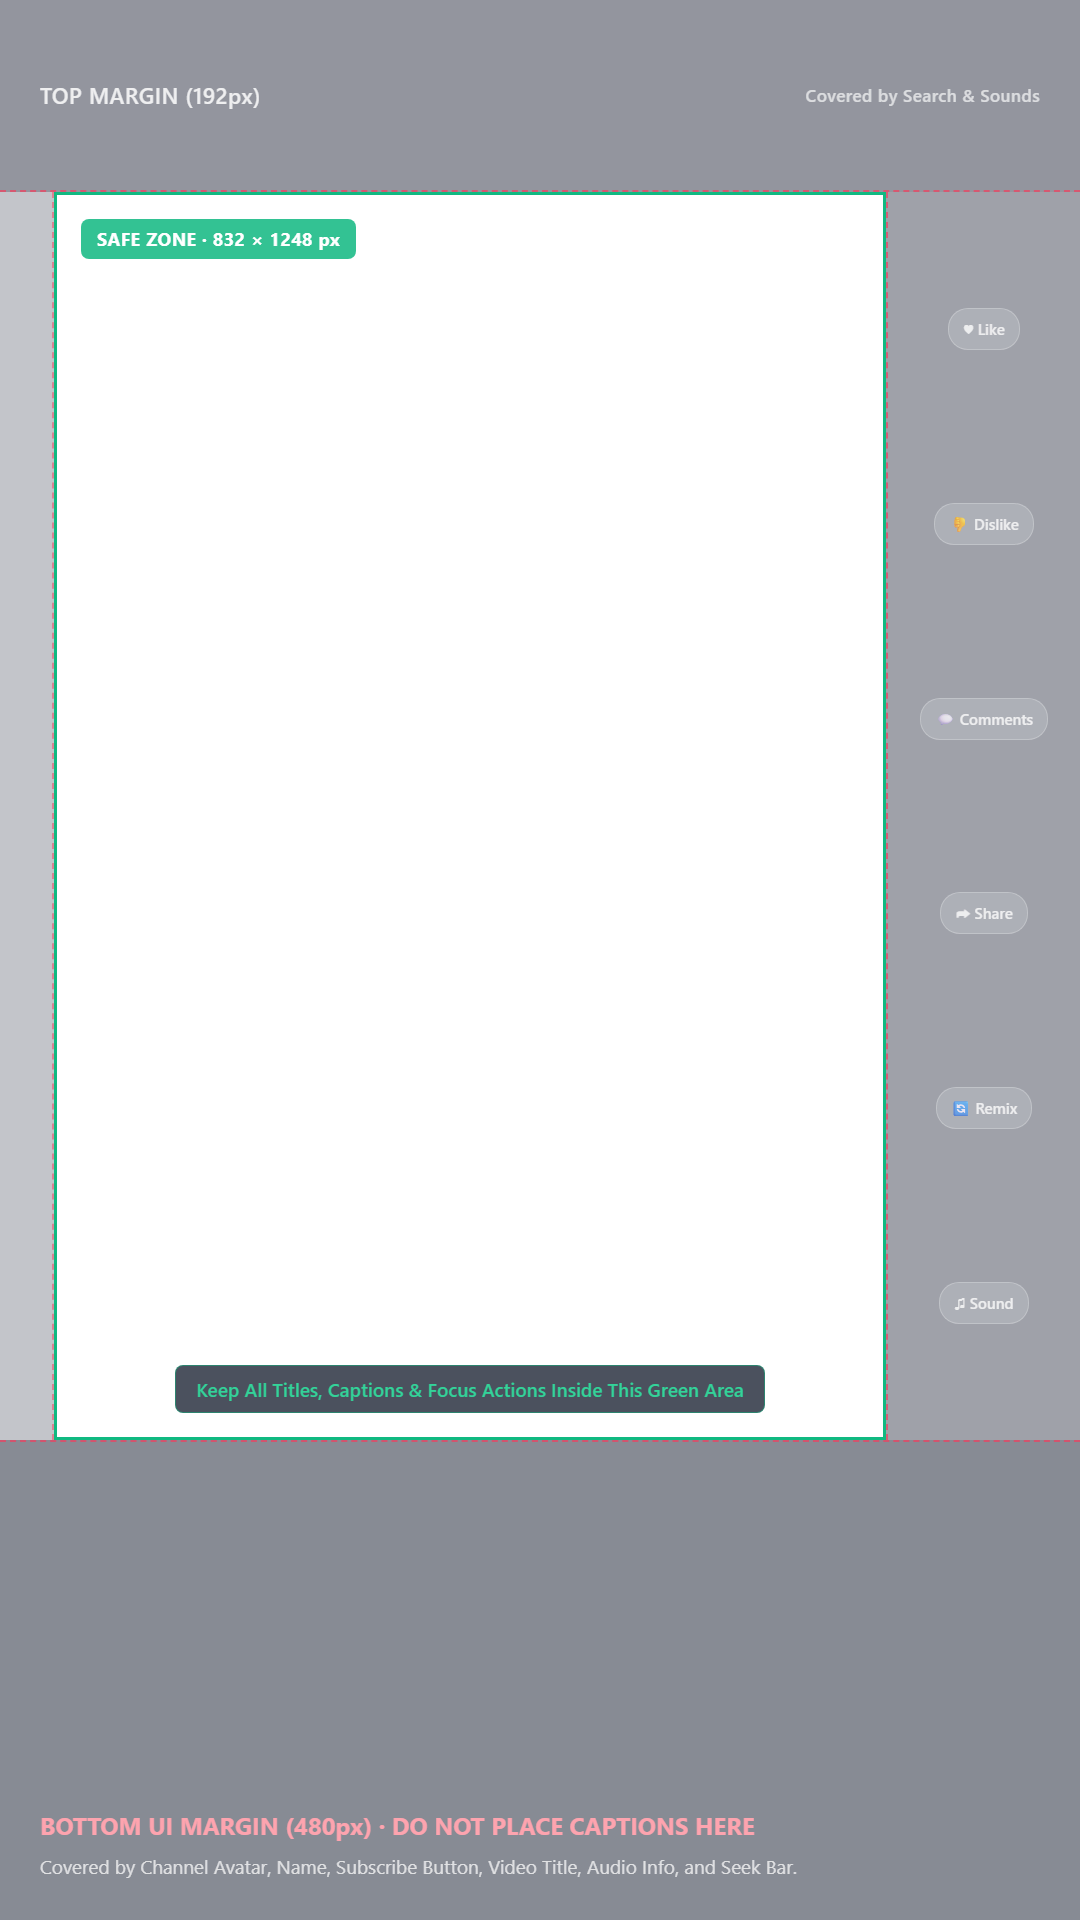 TOP MARGIN (192px)
Covered by Search & Sounds
SAFE ZONE · 832 × 1248 px
♥ Like
👎 Dislike
💬 Comments
Share
🔄 Remix
♫ Sound
Keep All Titles, Captions & Focus Actions Inside This Green Area
BOTTOM UI MARGIN (480px) · DO NOT PLACE CAPTIONS HERE
Covered by Channel Avatar, Name, Subscribe Button, Video Title, Audio Info, and Seek Bar.